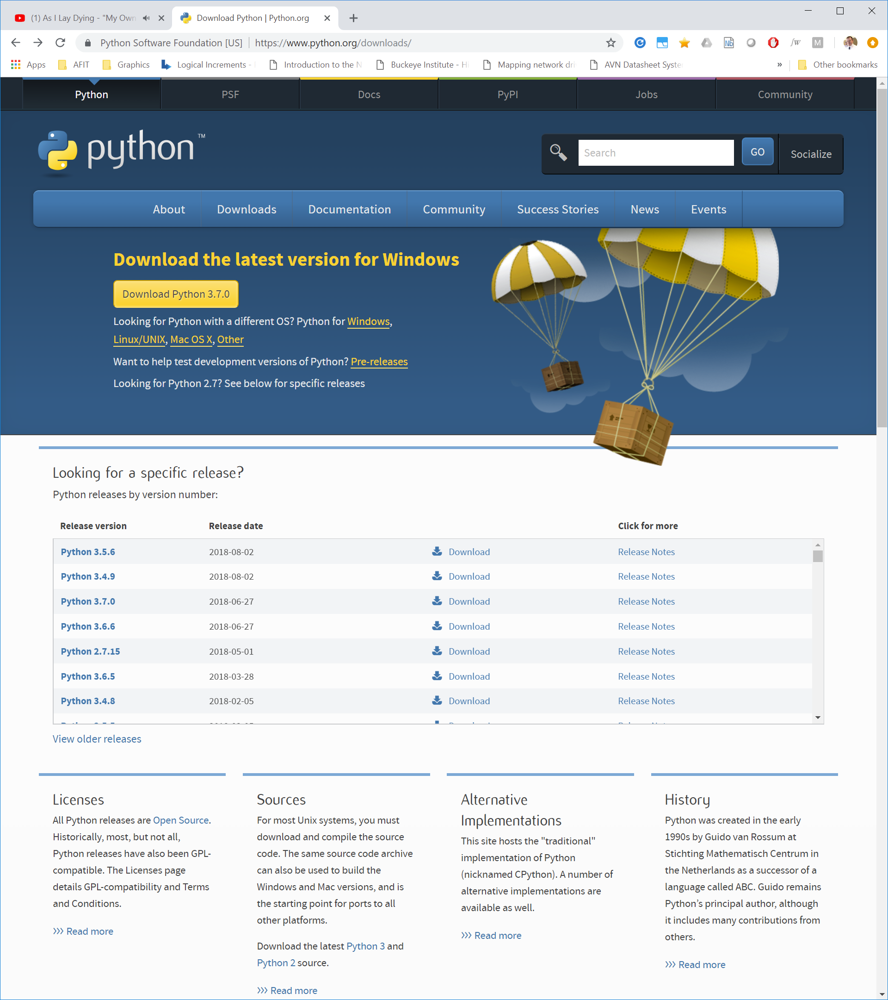 (1) As I Lay Dying - "My Own
Download Python | Python.org
Python Software Foundation [US] https://www.python.org/downloads/
Apps AFIT Graphics Logical Increments - Introduction to the N Buckeye Institute - Hi Mapping network dri AVN Datasheet Syste » Other bookmarks
Python PSF Docs PyPI Jobs Community
python™
Search GO Socialize
About Downloads Documentation Community Success Stories News Events
Download the latest version for Windows
Download Python 3.7.0
Looking for Python with a different OS? Python for Windows,
Linux/UNIX, Mac OS X, Other
Want to help test development versions of Python? Pre-releases
Looking for Python 2.7? See below for specific releases
Looking for a specific release?
Python releases by version number:
Release version Release date Click for more
Python 3.5.6 2018-08-02 Download Release Notes
Python 3.4.9 2018-08-02 Download Release Notes
Python 3.7.0 2018-06-27 Download Release Notes
Python 3.6.6 2018-06-27 Download Release Notes
Python 2.7.15 2018-05-01 Download Release Notes
Python 3.6.5 2018-03-28 Download Release Notes
Python 3.4.8 2018-02-05 Download Release Notes
View older releases
Licenses
All Python releases are Open Source.
Historically, most, but not all,
Python releases have also been GPL-
compatible. The Licenses page
details GPL-compatibility and Terms
and Conditions.
>>> Read more
Sources
For most Unix systems, you must
download and compile the source
code. The same source code archive
can also be used to build the
Windows and Mac versions, and is
the starting point for ports to all
other platforms.
Download the latest Python 3 and
Python 2 source.
>>> Read more
Alternative
Implementations
This site hosts the "traditional"
implementation of Python
(nicknamed CPython). A number of
alternative implementations are
available as well.
>>> Read more
History
Python was created in the early
1990s by Guido van Rossum at
Stichting Mathematisch Centrum in
the Netherlands as a successor of a
language called ABC. Guido remains
Python’s principal author, although
it includes many contributions from
others.
>>> Read more